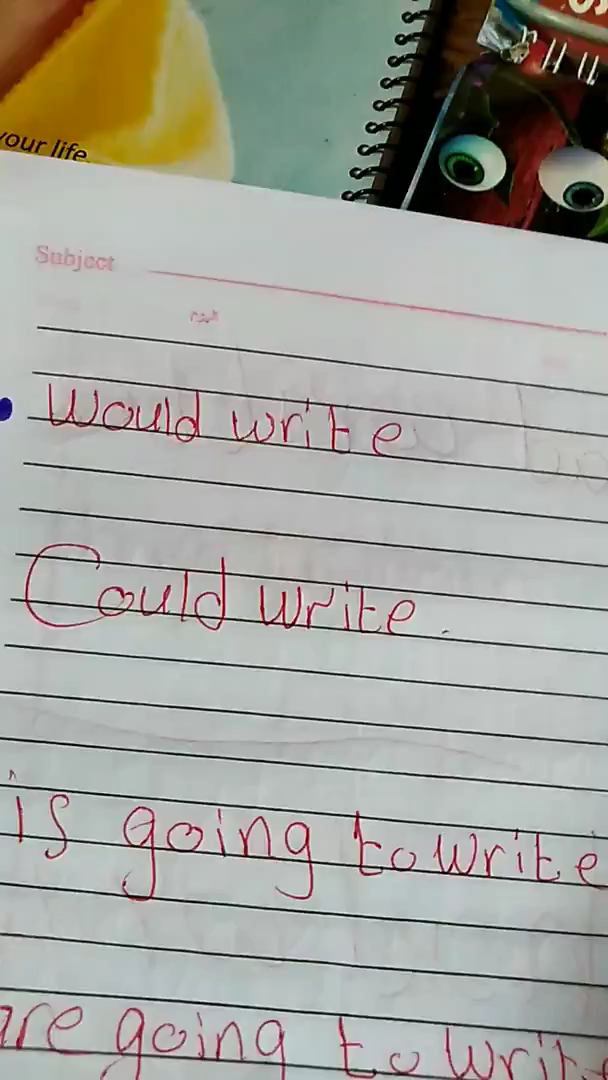 your life
Subject
Would write
Could write.
is going to write
are going to write